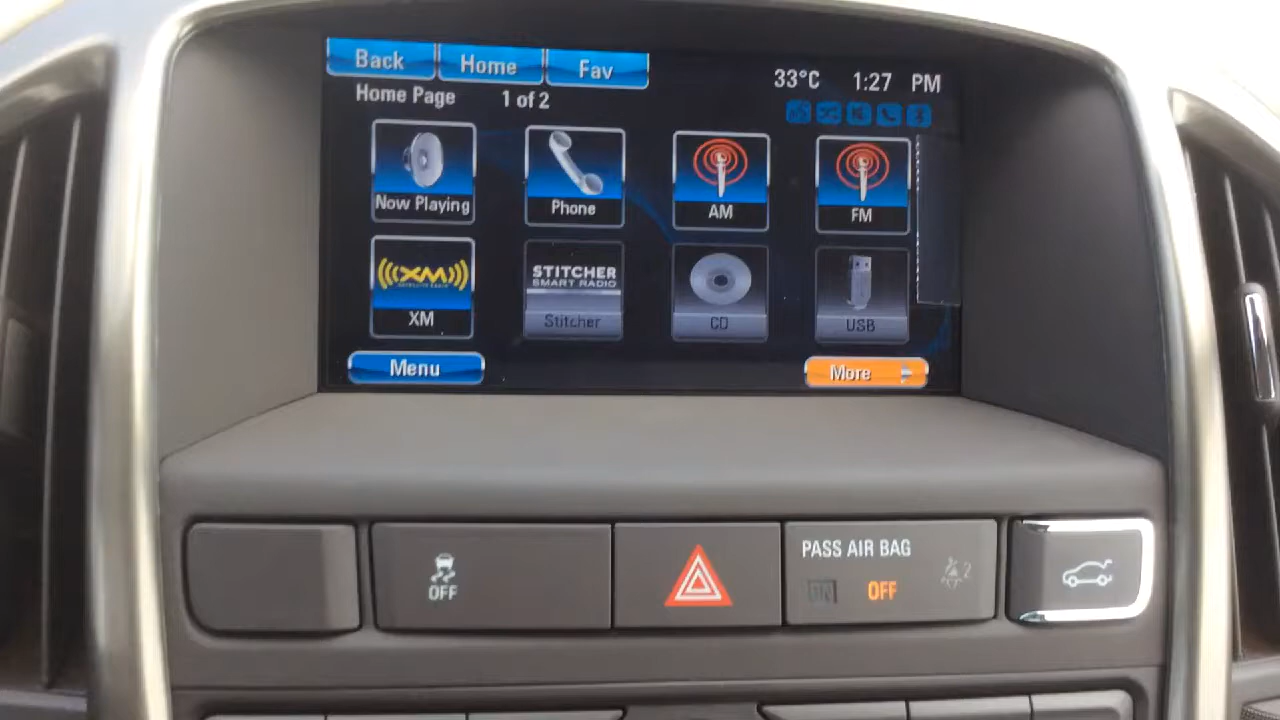 Back Home Fav
33°C 1:27 PM
Home Page 1 of 2
Now Playing
Phone
AM
FM
XM
XM
STITCHER
SMART RADIO
Stitcher
CD
USB
Menu
More
OFF
PASS AIR BAG
OFF
2